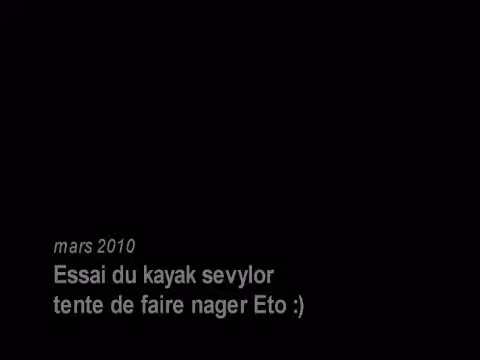 mars 2010
Essai du kayak sevylor
tente de faire nager Eto :)